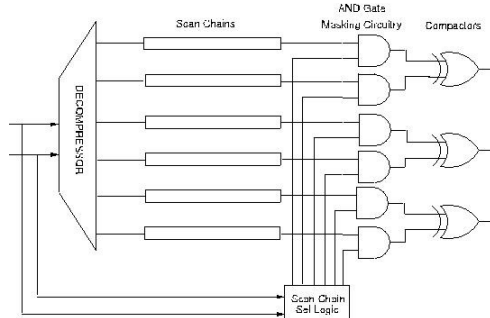 Scan Chains
AND Gate
Masking Circuitry
Compactors
DECOMPRESSOR
Scan Chain
Sel Logic